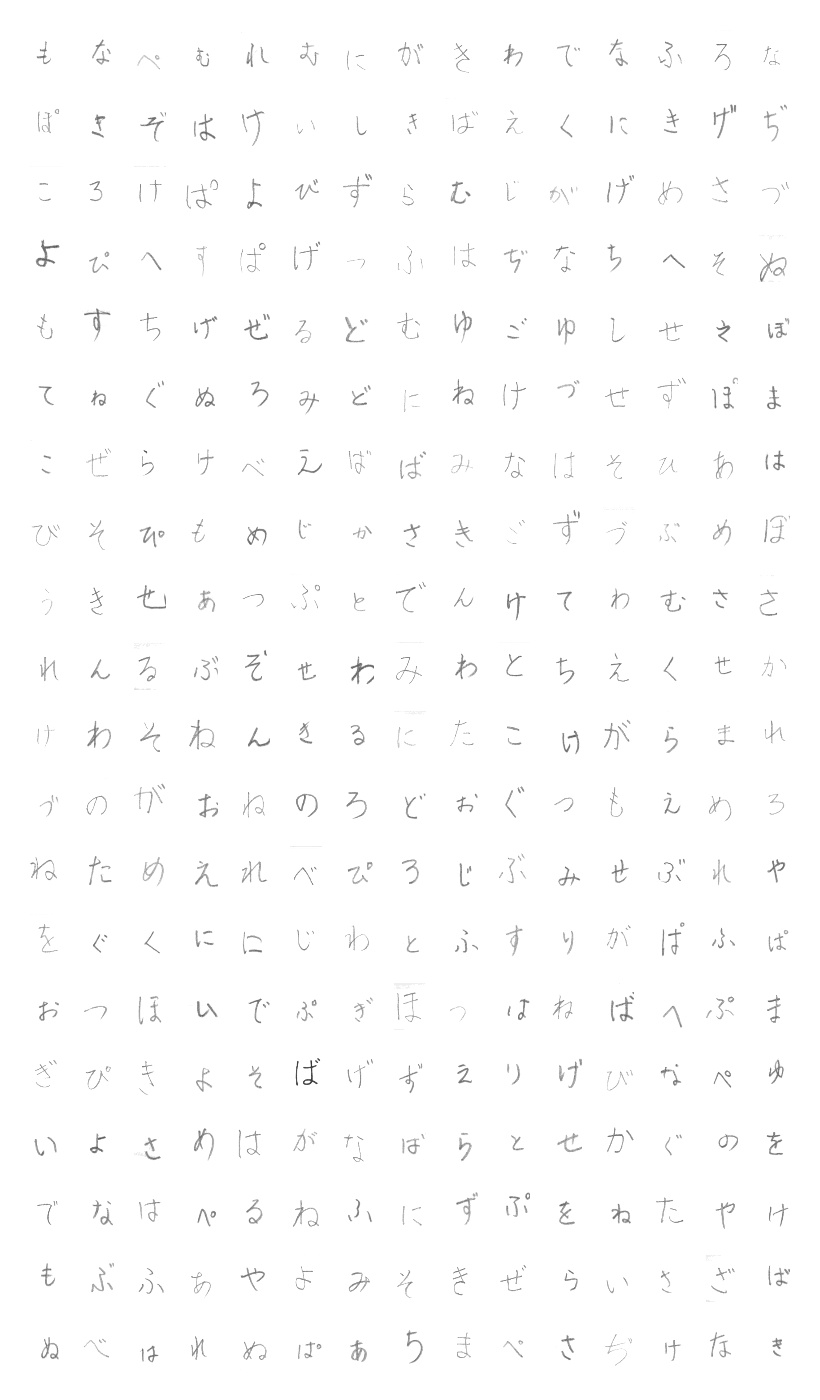 もなぺむれむにがきわでなふろな
ぽきぞはけいしきばえくにきげぢ
ころけぱよびずらむじがげめさづ
よぴへすぱげっふはぢなちへそぬ
もすちげぜるどむゆごゆしせえぼ
てねぐぬろみどにねけづせずぽま
こぜらけべえばばみなはそひあは
びそぴもめじかさきごずづぶめぼ
うきせあつぷとでんけてわむささ
れんるぶぞせわみわとちえくせか
けわそねんきるにたこけがらまれ
づのがおねのろどおぐつもえめろ
ねためえれべぴろじぶみせぶれや
をぐくににじわとふすりがぱふぱ
おつほいでぷぎほつはねばへぷま
ぎぴきよそばげずえりげびなぺゆ
いよさめはがなばらとせかぐのを
でなはぺるねふにずぷをねたやけ
もぶふあやよみそきぜらいさざば
ぬべはれぬぱあちまぺさぢけなき